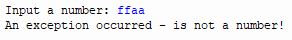 Input a number: ffaa
An exception occurred - is not a number!